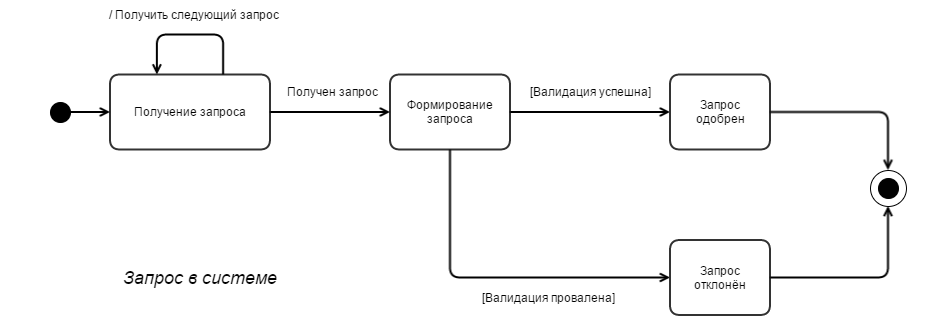 / Получить следующий запрос
Получение запроса
Получен запрос
Формирование
запроса
[Валидация успешна]
Запрос
одобрен
Запрос в системе
[Валидация провалена]
Запрос
отклонён